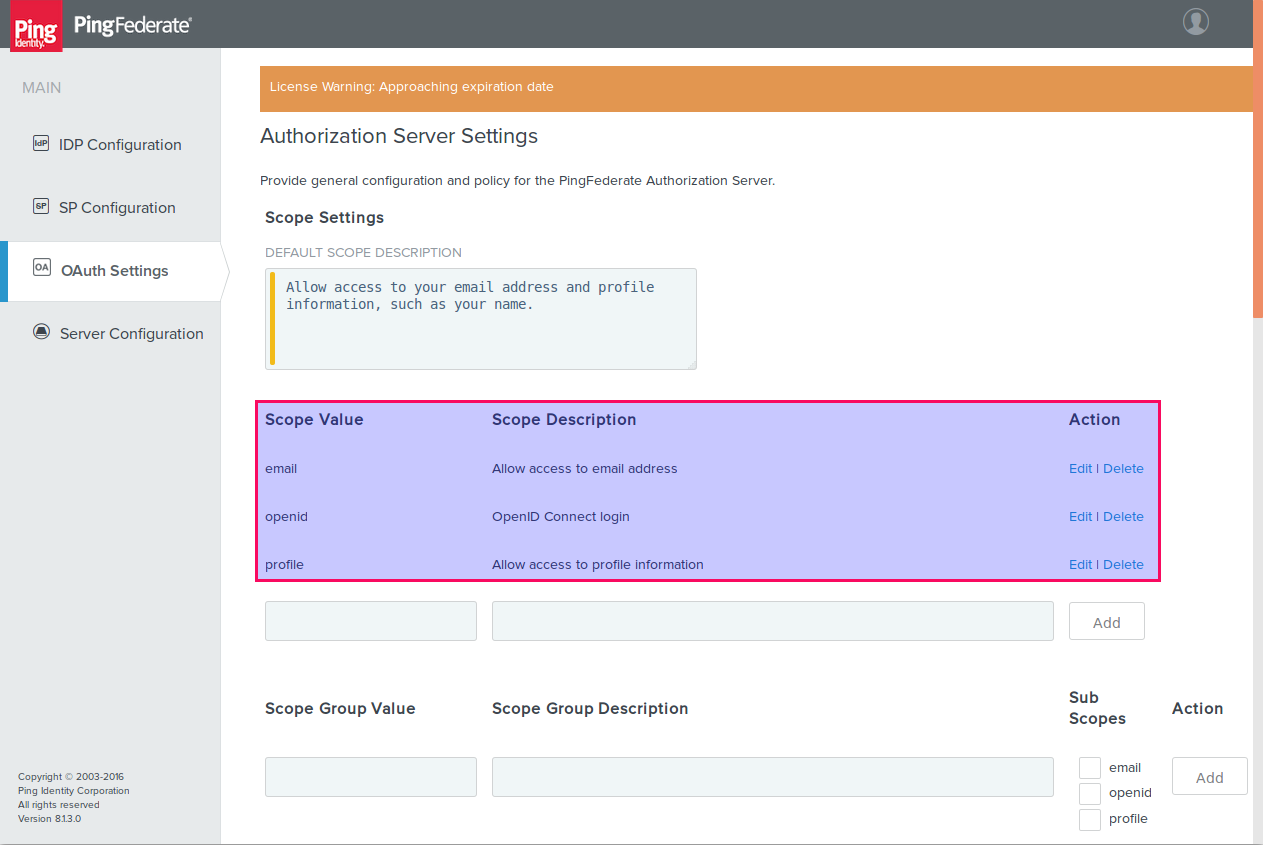 Ping
Identity.
PingFederate®
MAIN
IdP IDP Configuration
SP SP Configuration
OA OAuth Settings
Server Configuration
Copyright © 2003-2016
Ping Identity Corporation
All rights reserved
Version 8.1.3.0
License Warning: Approaching expiration date
Authorization Server Settings
Provide general configuration and policy for the PingFederate Authorization Server.
Scope Settings
DEFAULT SCOPE DESCRIPTION
Allow access to your email address and profile
information, such as your name.
Scope Value Scope Description Action
email Allow access to email address Edit | Delete
openid OpenID Connect login Edit | Delete
profile Allow access to profile information Edit | Delete
Add
Scope Group Value Scope Group Description Sub Scopes Action
email
openid
profile
Add